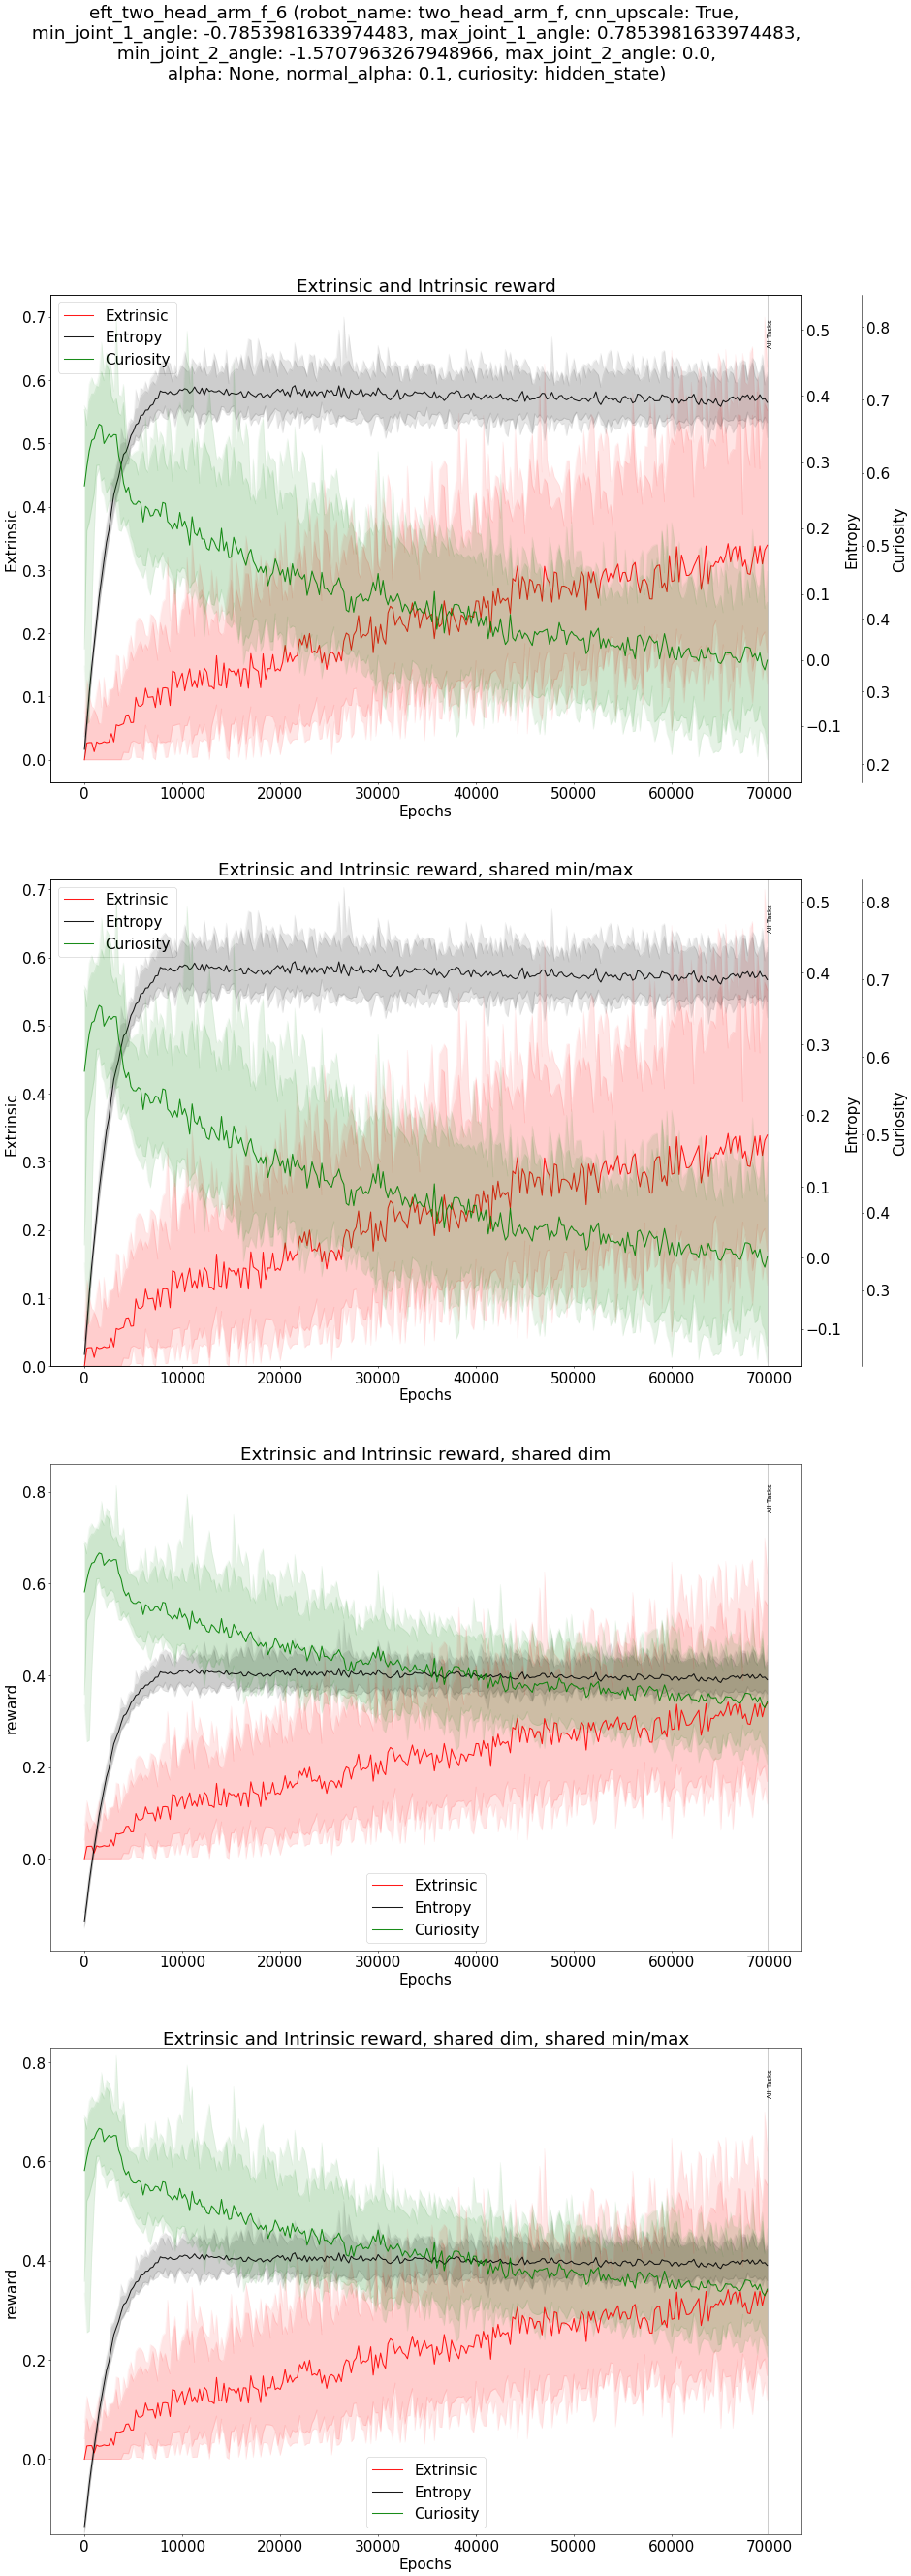 eft_two_head_arm_f_6 (robot_name: two_head_arm_f, cnn_upscale: True,
min_joint_1_angle: -0.7853981633974483, max_joint_1_angle: 0.7853981633974483,
min_joint_2_angle: -1.5707963267948966, max_joint_2_angle: 0.0,
alpha: None, normal_alpha: 0.1, curiosity: hidden_state)
Extrinsic and Intrinsic reward
Extrinsic
Entropy
Curiosity
All Tasks
0.7
0.6
0.5
0.4
0.3
0.2
0.1
0.0
Extrinsic
0.5
0.4
0.3
0.2
0.1
0.0
−0.1
Entropy
0.8
0.7
0.6
0.5
0.4
0.3
0.2
Curiosity
0 10000 20000 30000 40000 50000 60000 70000
Epochs
Extrinsic and Intrinsic reward, shared min/max
Extrinsic
Entropy
Curiosity
All Tasks
0.7
0.6
0.5
0.4
0.3
0.2
0.1
0.0
Extrinsic
0.5
0.4
0.3
0.2
0.1
0.0
−0.1
Entropy
0.8
0.7
0.6
0.5
0.4
0.3
Curiosity
0 10000 20000 30000 40000 50000 60000 70000
Epochs
Extrinsic and Intrinsic reward, shared dim
All Tasks
0.8
0.6
0.4
0.2
0.0
reward
Extrinsic
Entropy
Curiosity
0 10000 20000 30000 40000 50000 60000 70000
Epochs
Extrinsic and Intrinsic reward, shared dim, shared min/max
All Tasks
0.8
0.6
0.4
0.2
0.0
reward
Extrinsic
Entropy
Curiosity
0 10000 20000 30000 40000 50000 60000 70000
Epochs